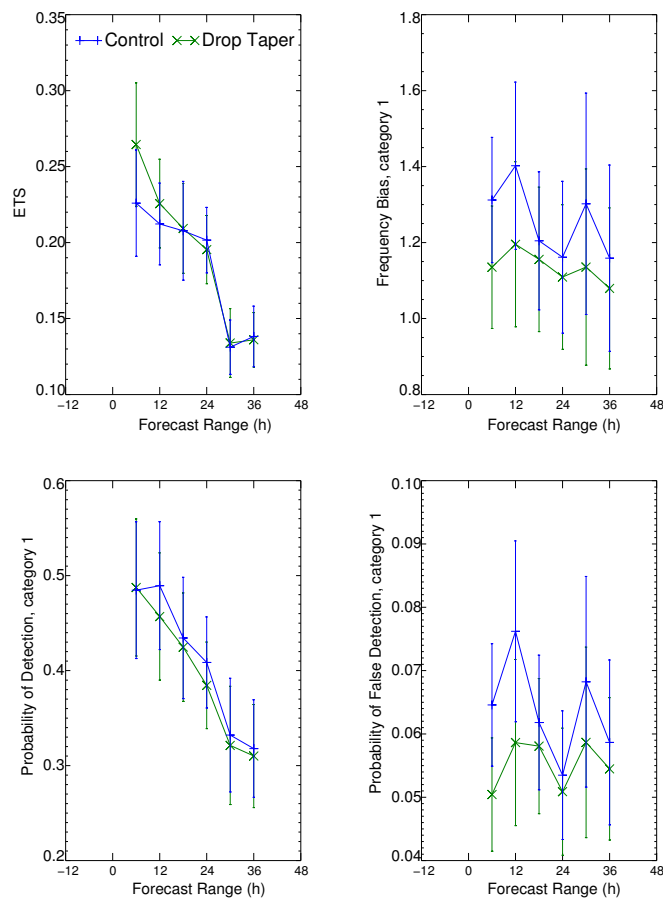 Control Drop Taper
ETS
0.35
0.30
0.25
0.20
0.15
0.10
−12 0 12 24 36 48
Forecast Range (h)
Frequency Bias, category 1
1.8
1.6
1.4
1.2
1.0
0.8
−12 0 12 24 36 48
Forecast Range (h)
Probability of Detection, category 1
0.6
0.5
0.4
0.3
0.2
−12 0 12 24 36 48
Forecast Range (h)
Probability of False Detection, category 1
0.10
0.09
0.08
0.07
0.06
0.05
0.04
−12 0 12 24 36 48
Forecast Range (h)